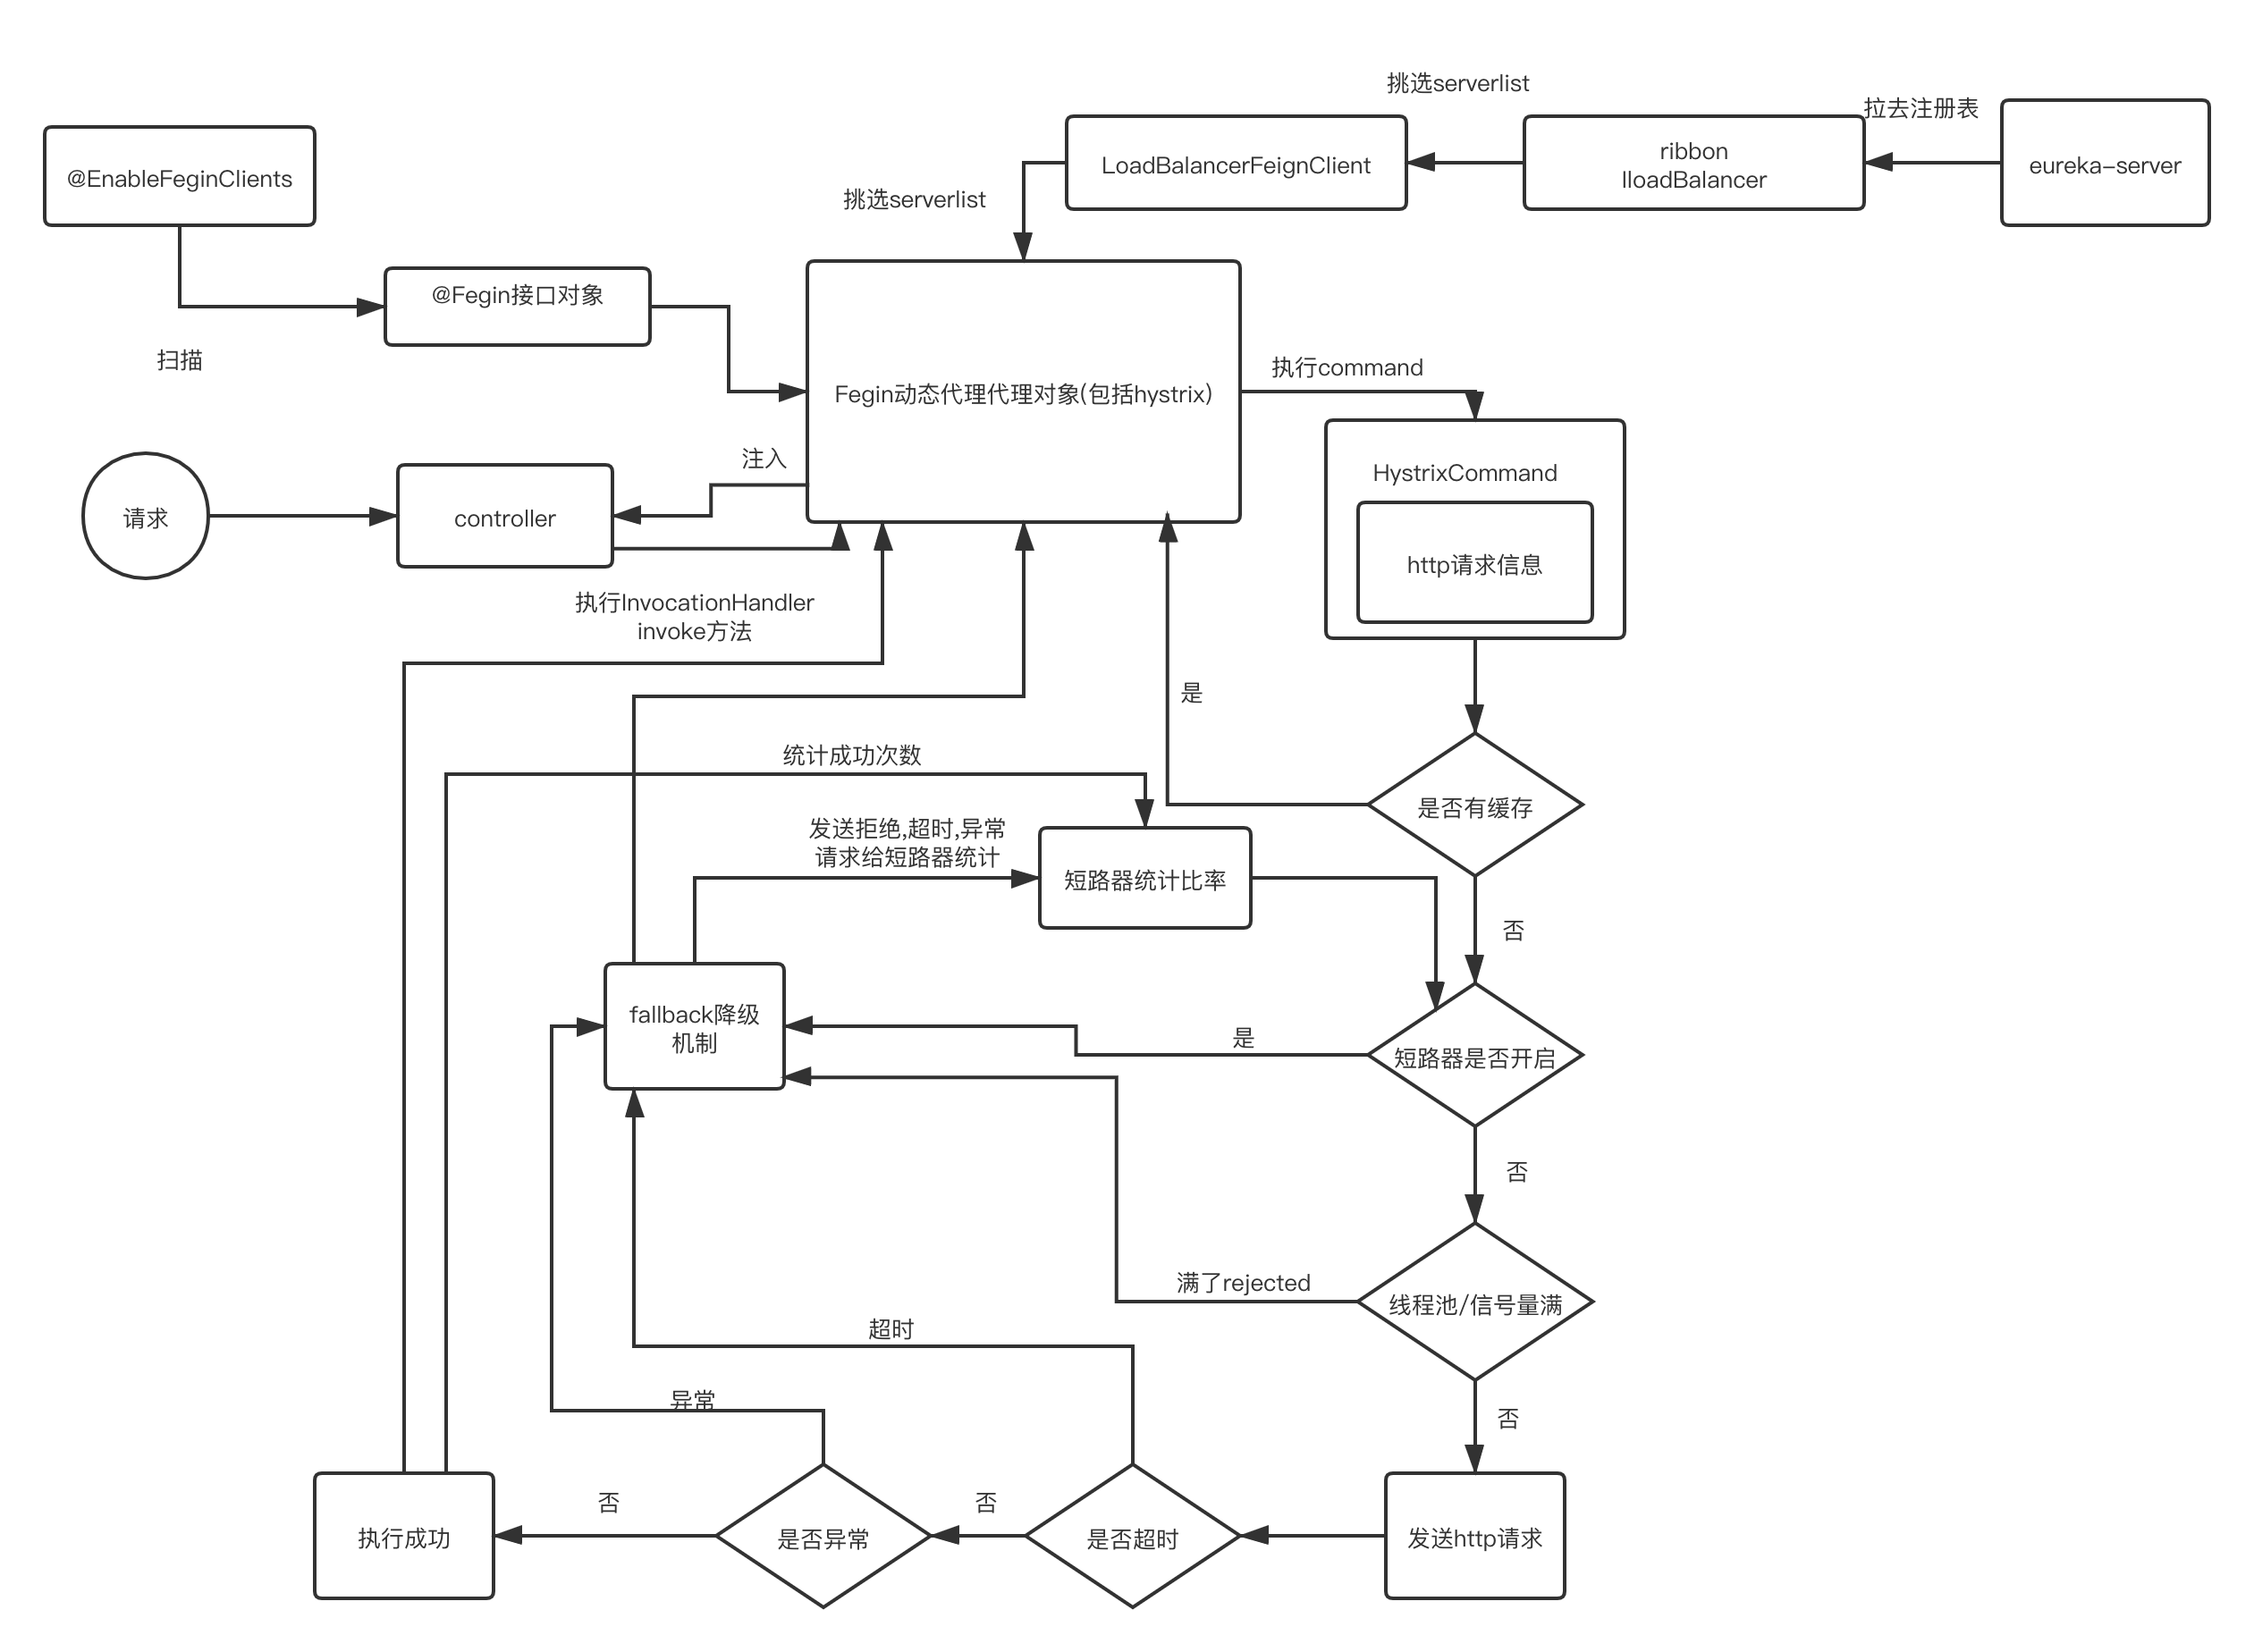 挑选serverlist
拉去注册表
@EnableFeginClients
LoadBalancerFeignClient
ribbon
IloadBalancer
eureka-server
挑选serverlist
@Fegin接口对象
扫描
Fegin动态代理代理对象(包括hystrix)
执行command
注入
HystrixCommand
请求
controller
http请求信息
执行InvocationHandler
invoke方法
是
统计成功次数
是否有缓存
发送拒绝,超时,异常
请求给短路器统计
短路器统计比率
否
fallback降级
机制
是
短路器是否开启
否
满了rejected
线程池/信号量满
超时
异常
否
否
否
执行成功
是否异常
是否超时
发送http请求